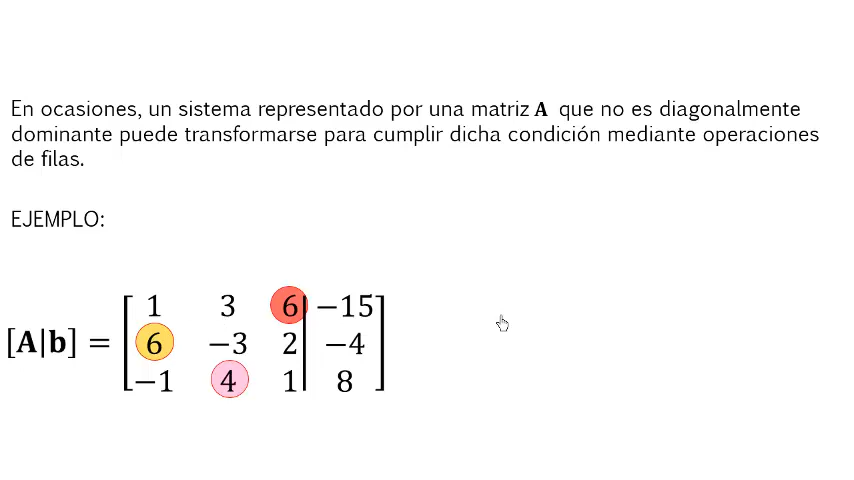 En ocasiones, un sistema representado por una matriz A que no es diagonalmente
dominante puede transformarse para cumplir dicha condición mediante operaciones
de filas.
EJEMPLO:
1 3 6 −15
[A|b] = 6 −3 2 −4
−1 4 1 8